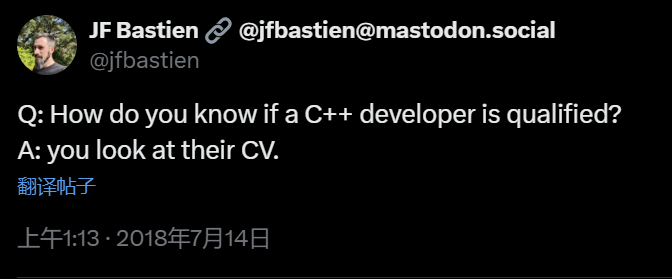 JF Bastien 🔗 @jfbastien@mastodon.social
@jfbastien
Q: How do you know if a C++ developer is qualified?
A: you look at their CV.
翻译帖子
上午1:13 · 2018年7月14日